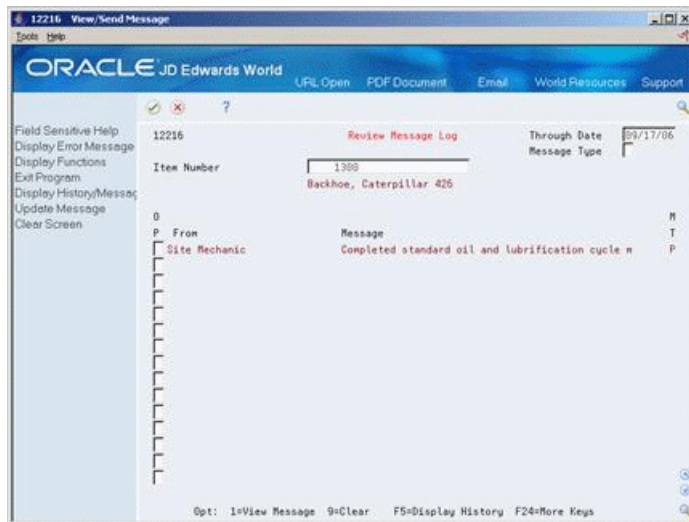 12216 View/Send Message
Tools Help
ORACLE JD Edwards World
URL Open PDF Document Email World Resources Support
?
Field Sensitive Help
Display Error Message
Display Functions
Exit Program
Display History/Messag
Update Message
Clear Screen
12216 Review Message Log Through Date 09/17/06
Message Type
Item Number 1308
Backhoe, Caterpillar 426
O M
P From Message T
Site Mechanic Completed standard oil and lubrification cycle m P
Opt: 1=View Message 9=Clear F5=Display History F24=More Keys